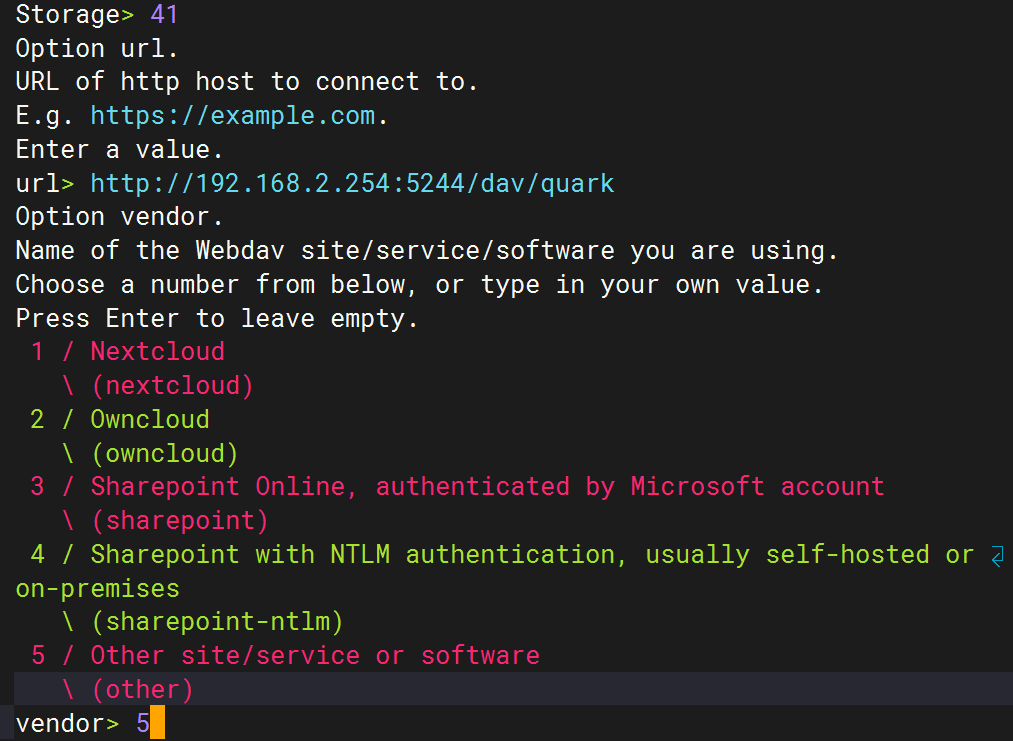 Storage> 41
Option url.
URL of http host to connect to.
E.g. https://example.com.
Enter a value.
url> http://192.168.2.254:5244/dav/quark
Option vendor.
Name of the Webdav site/service/software you are using.
Choose a number from below, or type in your own value.
Press Enter to leave empty.
 1 / Nextcloud
   \ (nextcloud)
 2 / Owncloud
   \ (owncloud)
 3 / Sharepoint Online, authenticated by Microsoft account
   \ (sharepoint)
 4 / Sharepoint with NTLM authentication, usually self-hosted or
on-premises
   \ (sharepoint-ntlm)
 5 / Other site/service or software
   \ (other)
vendor> 5